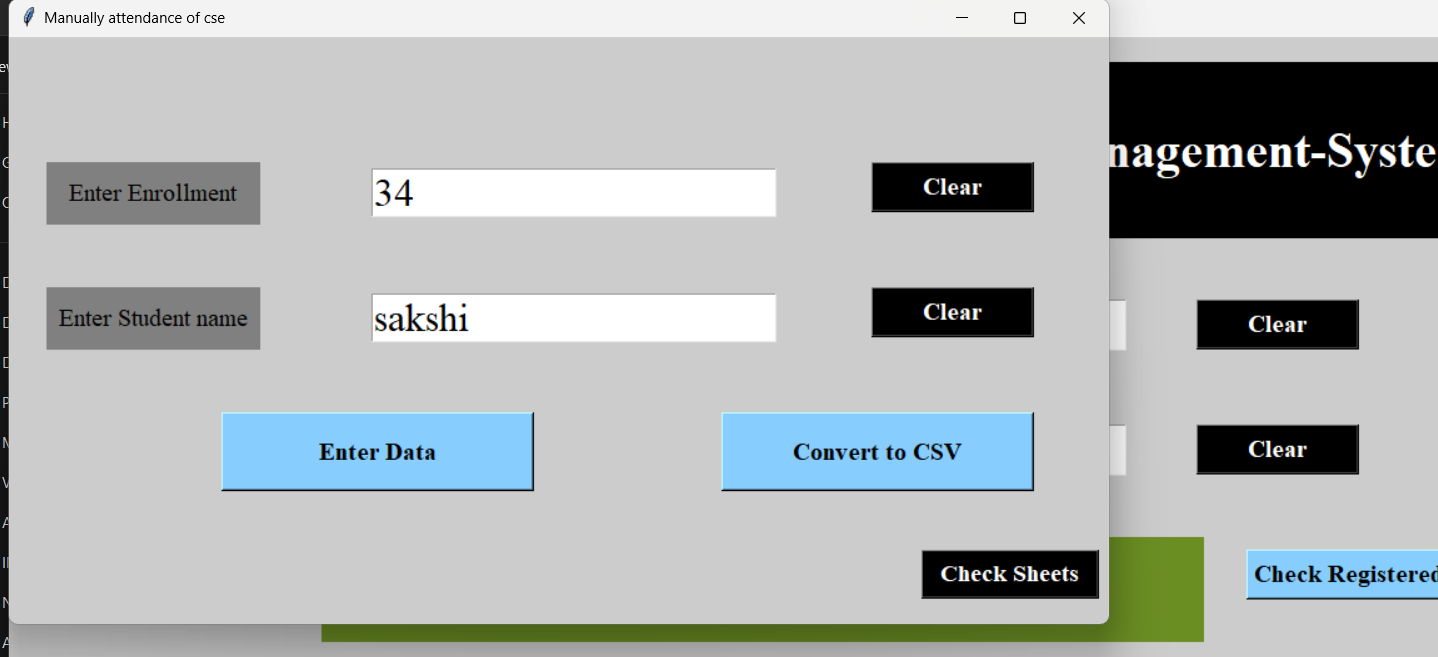 Manually attendance of cse
Enter Enrollment
34
Clear
Enter Student name
sakshi
Clear
Enter Data
Convert to CSV
Check Sheets
nagement-Syste
Clear
Clear
Check Registered